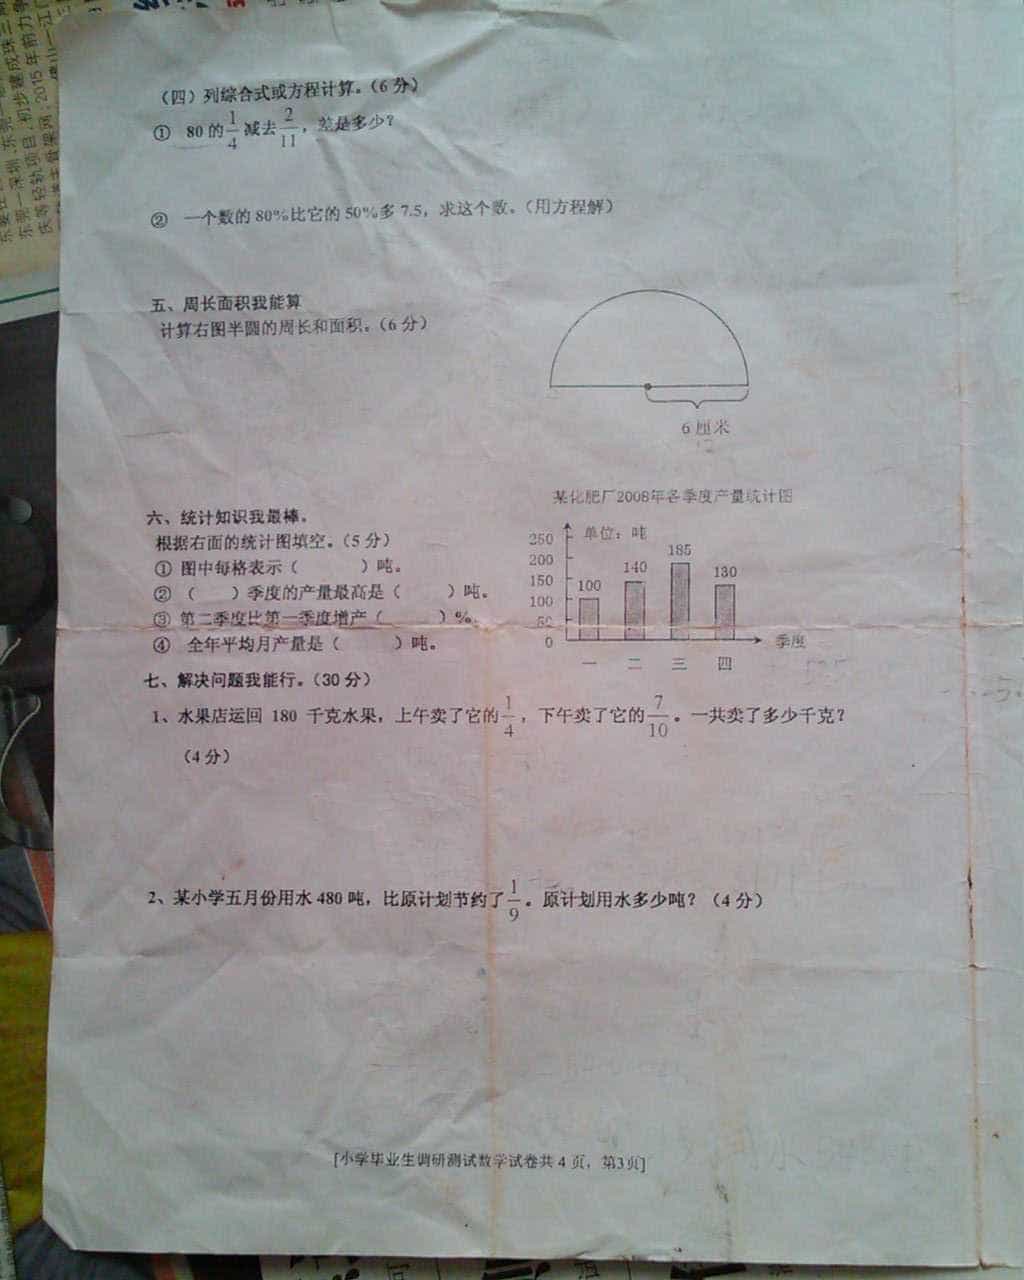 （四）列综合式或方程计算。（6 分）
① 80 的 1/4 减去 2/11，差是多少？
② 一个数的 80%比它的 50%多 7.5，求这个数。（用方程解）
五、周长面积我能算
计算右图半圆的周长和面积。（6 分）
6 厘米
六、统计知识我最棒。
根据右面的统计图填空。（5 分）
① 图中每格表示（ ）吨。
② （ ）季度的产量最高是（ ）吨。
③ 第二季度比第一季度增产（ ）%。
④ 全年平均月产量是（ ）吨。
某化肥厂2008年各季度产量统计图
单位：吨
250
200
150
100
50
0
100
140
185
130
一 二 三 四
季度
七、解决问题我能行。（30 分）
1、水果店运回 180 千克水果，上午卖了它的 1/4，下午卖了它的 7/10。一共卖了多少千克？
（4 分）
2、某小学五月份用水 480 吨，比原计划节约了 1/9。原计划用水多少吨？（4 分）
[小学毕业生调研测试数学试卷共 4 页，第3页]